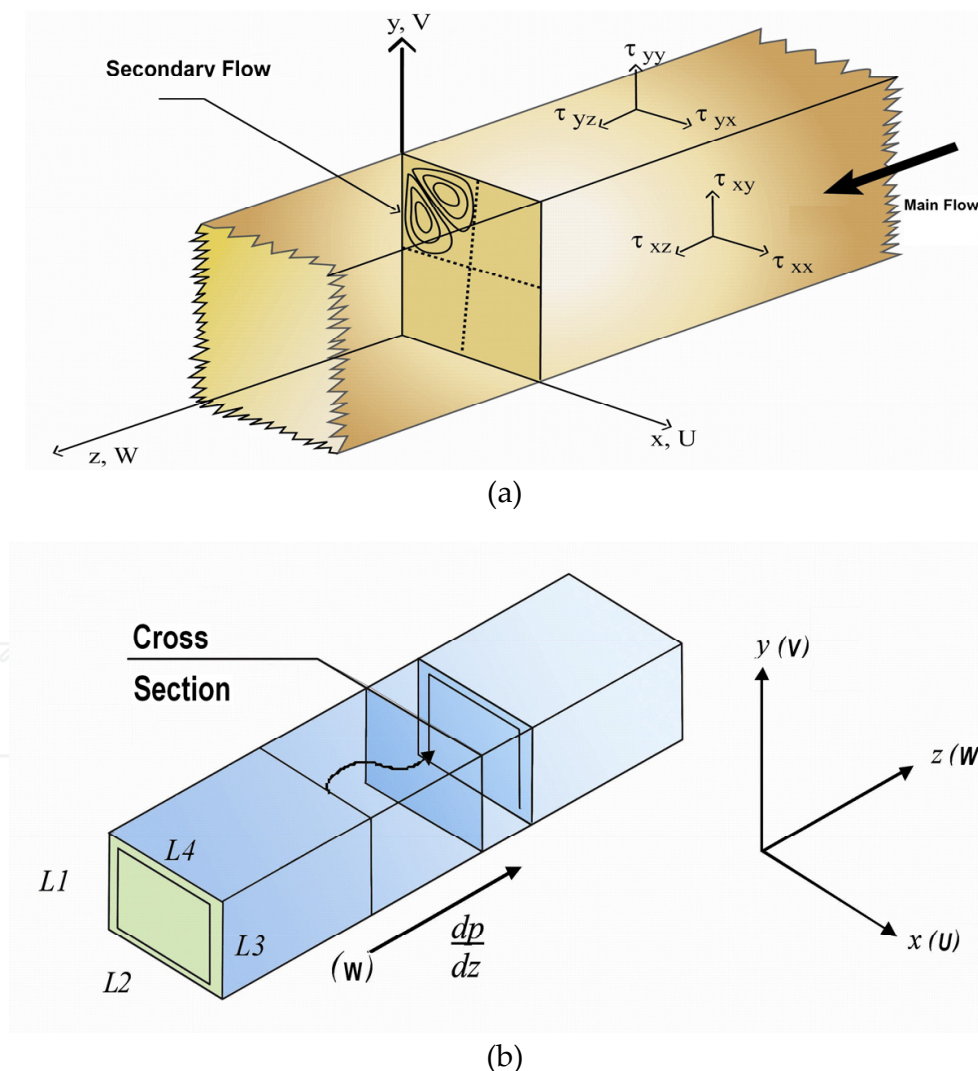 y, V
Secondary Flow
τ yy
τ yz
τ yx
τ xy
Main Flow
τ xz
τ xx
x, U
z, W
(a)
Cross
Section
y (V)
z (W
L4
L1
L3
(W)
dp
dz
x (U)
L2
(b)